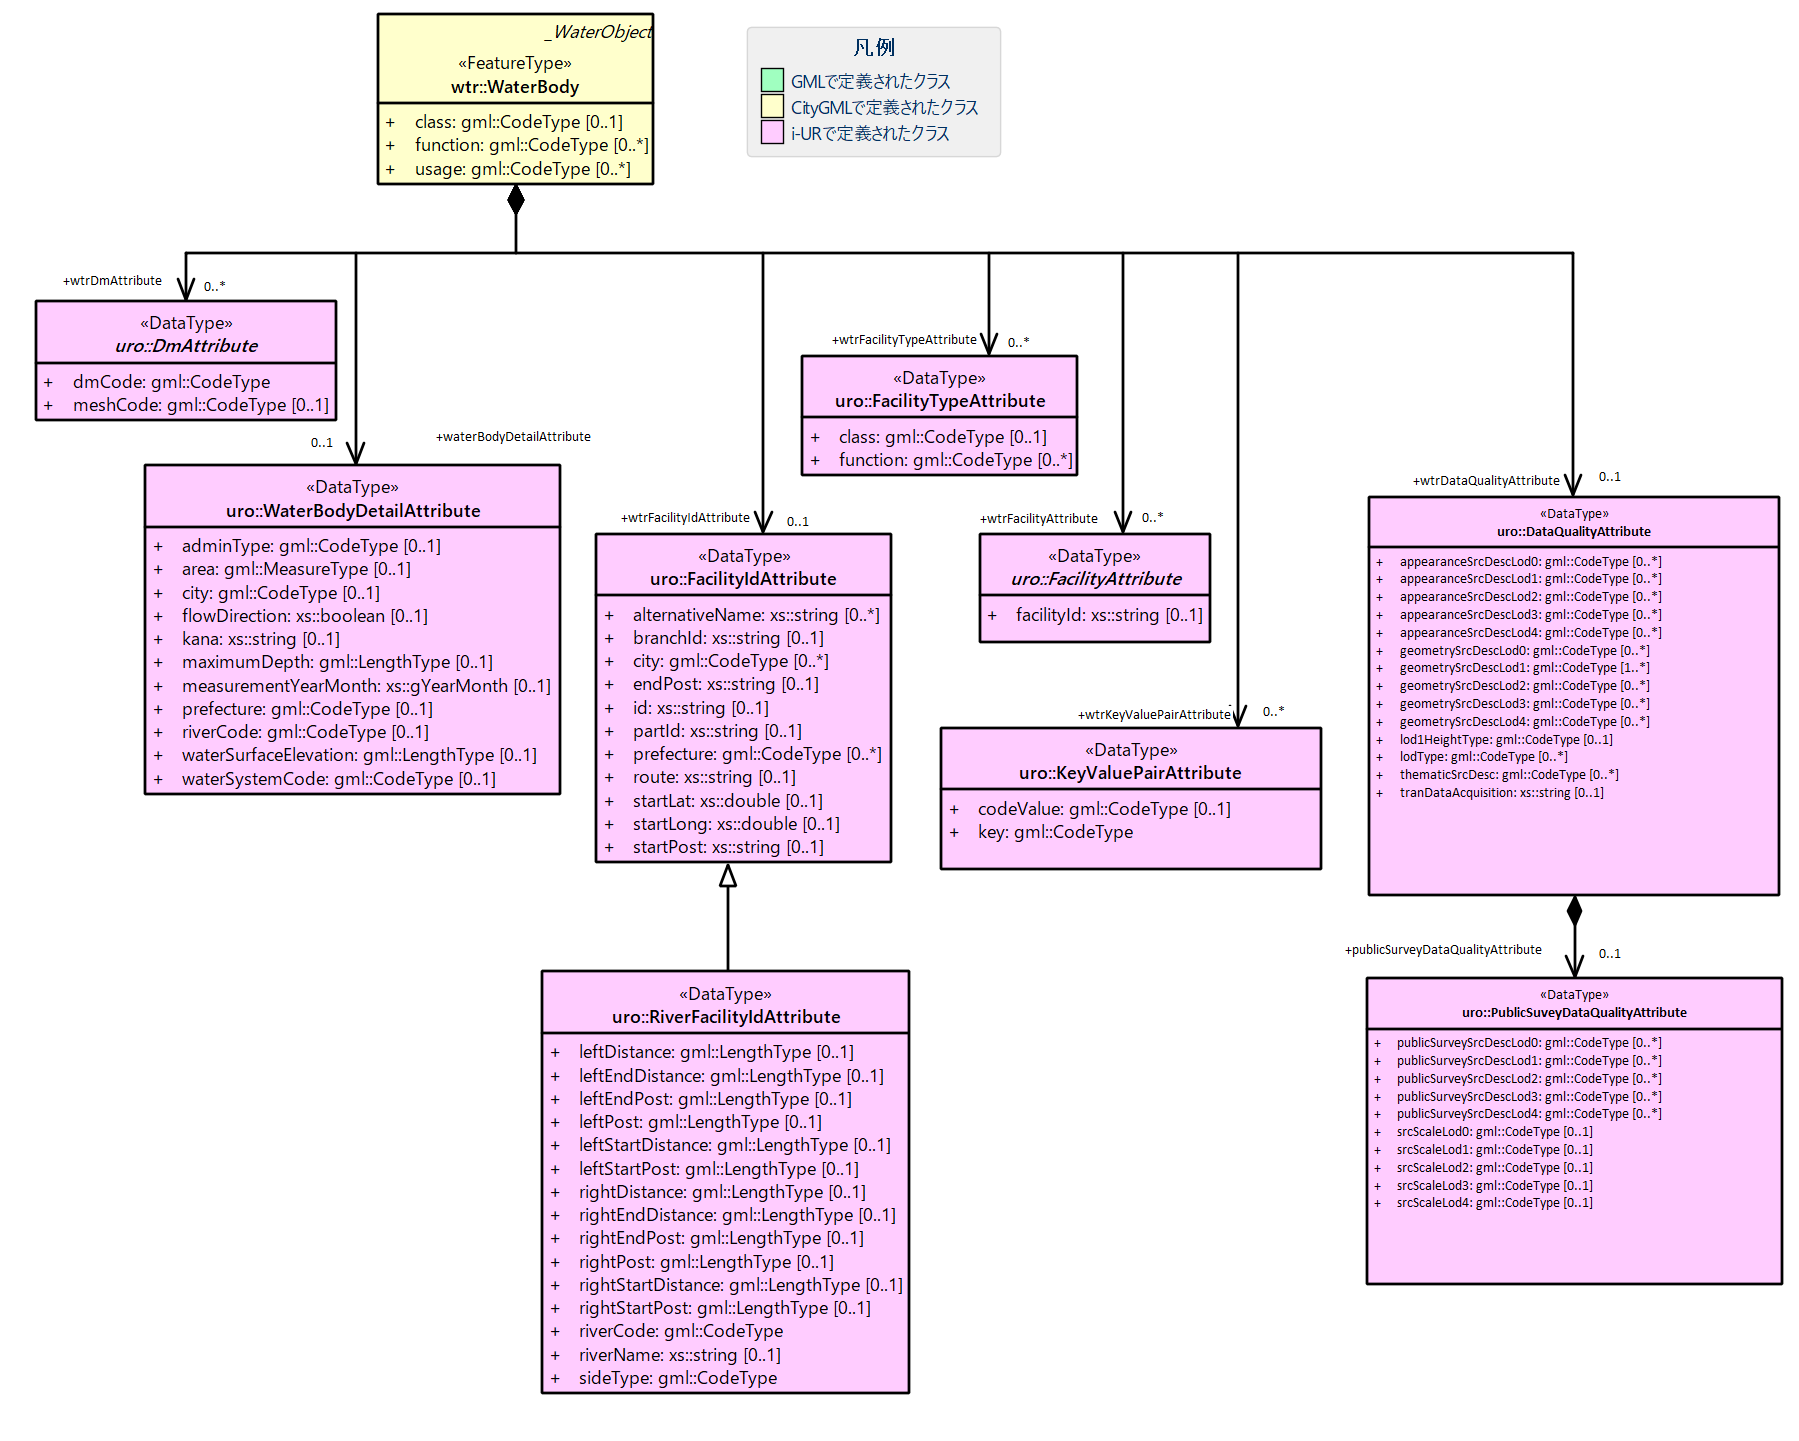 _WaterObject
«FeatureType»
wtr::WaterBody
+ class: gml::CodeType [0..1]
+ function: gml::CodeType [0..*]
+ usage: gml::CodeType [0..*]
凡例
GMLで定義されたクラス
CityGMLで定義されたクラス
i-URで定義されたクラス
+wtrDmAttribute
0..*
«DataType»
uro::DmAttribute
+ dmCode: gml::CodeType
+ meshCode: gml::CodeType [0..1]
0..1
+waterBodyDetailAttribute
«DataType»
uro::WaterBodyDetailAttribute
+ adminType: gml::CodeType [0..1]
+ area: gml::MeasureType [0..1]
+ city: gml::CodeType [0..1]
+ flowDirection: xs::boolean [0..1]
+ kana: xs::string [0..1]
+ maximumDepth: gml::LengthType [0..1]
+ measurementYearMonth: xs::gYearMonth [0..1]
+ prefecture: gml::CodeType [0..1]
+ riverCode: gml::CodeType [0..1]
+ waterSurfaceElevation: gml::LengthType [0..1]
+ waterSystemCode: gml::CodeType [0..1]
+wtrFacilityIdAttribute
0..1
«DataType»
uro::FacilityIdAttribute
+ alternativeName: xs::string [0..*]
+ branchId: xs::string [0..1]
+ city: gml::CodeType [0..*]
+ endPost: xs::string [0..1]
+ id: xs::string [0..1]
+ partId: xs::string [0..1]
+ prefecture: gml::CodeType [0..*]
+ route: xs::string [0..1]
+ startLat: xs::double [0..1]
+ startLong: xs::double [0..1]
+ startPost: xs::string [0..1]
«DataType»
uro::RiverFacilityIdAttribute
+ leftDistance: gml::LengthType [0..1]
+ leftEndDistance: gml::LengthType [0..1]
+ leftEndPost: gml::LengthType [0..1]
+ leftPost: gml::LengthType [0..1]
+ leftStartDistance: gml::LengthType [0..1]
+ leftStartPost: gml::LengthType [0..1]
+ rightDistance: gml::LengthType [0..1]
+ rightEndDistance: gml::LengthType [0..1]
+ rightEndPost: gml::LengthType [0..1]
+ rightPost: gml::LengthType [0..1]
+ rightStartDistance: gml::LengthType [0..1]
+ rightStartPost: gml::LengthType [0..1]
+ riverCode: gml::CodeType
+ riverName: xs::string [0..1]
+ sideType: gml::CodeType
+wtrFacilityTypeAttribute
0..*
«DataType»
uro::FacilityTypeAttribute
+ class: gml::CodeType [0..1]
+ function: gml::CodeType [0..*]
+wtrFacilityAttribute
0..*
«DataType»
uro::FacilityAttribute
+ facilityId: xs::string [0..1]
+wtrKeyValuePairAttribute
0..*
«DataType»
uro::KeyValuePairAttribute
+ codeValue: gml::CodeType [0..1]
+ key: gml::CodeType
+wtrDataQualityAttribute
0..1
«DataType»
uro::DataQualityAttribute
+ appearanceSrcDescLod0: gml::CodeType [0..*]
+ appearanceSrcDescLod1: gml::CodeType [0..*]
+ appearanceSrcDescLod2: gml::CodeType [0..*]
+ appearanceSrcDescLod3: gml::CodeType [0..*]
+ appearanceSrcDescLod4: gml::CodeType [0..*]
+ geometrySrcDescLod0: gml::CodeType [0..*]
+ geometrySrcDescLod1: gml::CodeType [1..*]
+ geometrySrcDescLod2: gml::CodeType [0..*]
+ geometrySrcDescLod3: gml::CodeType [0..*]
+ geometrySrcDescLod4: gml::CodeType [0..*]
+ lod1HeightType: gml::CodeType [0..1]
+ lodType: gml::CodeType [0..*]
+ thematicSrcDesc: gml::CodeType [0..*]
+ tranDataAcquisition: xs::string [0..1]
+publicSurveyDataQualityAttribute
0..1
«DataType»
uro::PublicSuveyDataQualityAttribute
+ publicSurveySrcDescLod0: gml::CodeType [0..*]
+ publicSurveySrcDescLod1: gml::CodeType [0..*]
+ publicSurveySrcDescLod2: gml::CodeType [0..*]
+ publicSurveySrcDescLod3: gml::CodeType [0..*]
+ publicSurveySrcDescLod4: gml::CodeType [0..*]
+ srcScaleLod0: gml::CodeType [0..1]
+ srcScaleLod1: gml::CodeType [0..1]
+ srcScaleLod2: gml::CodeType [0..1]
+ srcScaleLod3: gml::CodeType [0..1]
+ srcScaleLod4: gml::CodeType [0..1]